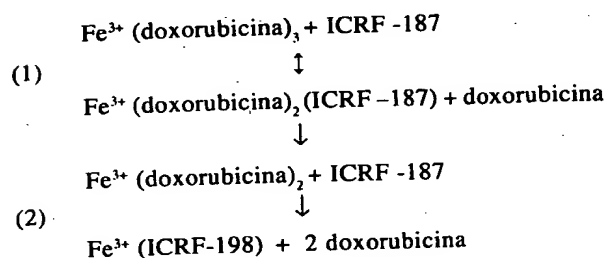 Fe³⁺ (doxorubicina)₃ + ICRF -187
(1)
↕
Fe³⁺ (doxorubicina)₂ (ICRF –187) + doxorubicina
↓
Fe³⁺ (doxorubicina)₂ + ICRF -187
(2)
↓
Fe³⁺ (ICRF-198) + 2 doxorubicina